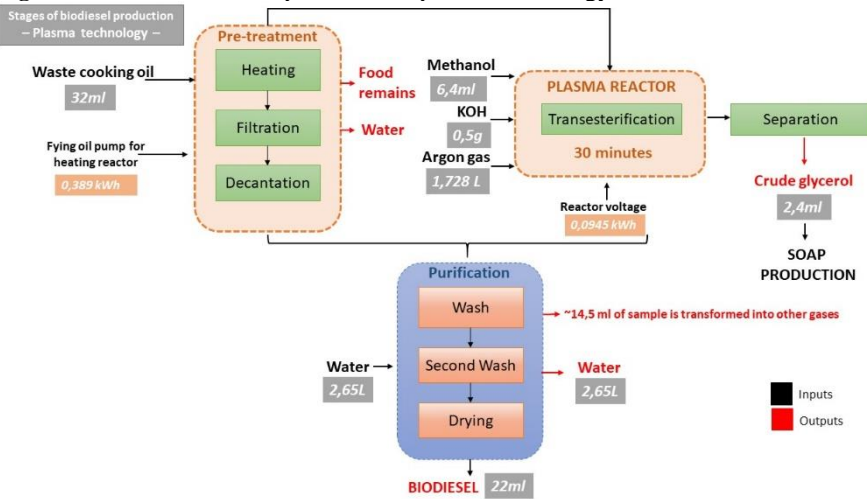 Stages of biodiesel production
– Plasma technology –
Pre-treatment
Heating
Filtration
Decantation
Waste cooking oil
32ml
Fying oil pump for
heating reactor
0,389 kWh
Food
remains
Water
Methanol
6,4ml
KOH
0,5g
Argon gas
1,728 L
PLASMA REACTOR
Transesterification
30 minutes
Reactor voltage
0,0945 kWh
Separation
Crude glycerol
2,4ml
SOAP
PRODUCTION
Purification
Wash
~14,5 ml of sample is transformed into other gases
Water
2,65L
Second Wash
Water
2,65L
Drying
BIODIESEL 22ml
Inputs
Outputs